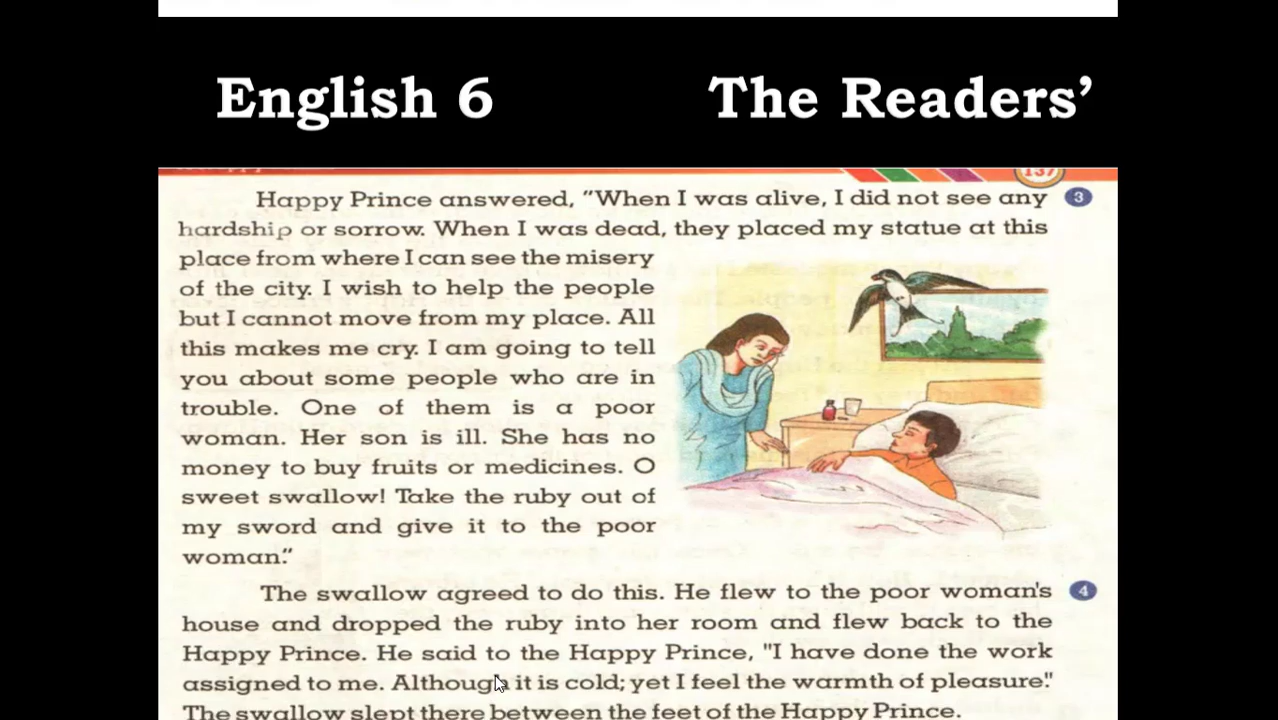 English 6 The Readers’
137
Happy Prince answered, "When I was alive, I did not see any 3
hardship or sorrow. When I was dead, they placed my statue at this
place from where I can see the misery
of the city. I wish to help the people
but I cannot move from my place. All
this makes me cry. I am going to tell
you about some people who are in
trouble. One of them is a poor
woman. Her son is ill. She has no
money to buy fruits or medicines. O
sweet swallow! Take the ruby out of
my sword and give it to the poor
woman."
The swallow agreed to do this. He flew to the poor woman's 4
house and dropped the ruby into her room and flew back to the
Happy Prince. He said to the Happy Prince, "I have done the work
assigned to me. Although it is cold; yet I feel the warmth of pleasure."
The swallow slept there between the feet of the Happy Prince.